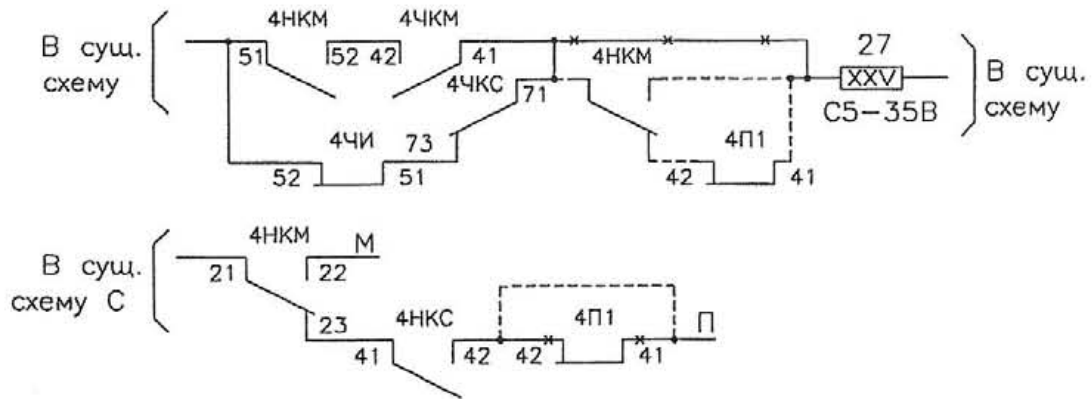 4НКМ 4ЧКМ
В сущ. схему
51 52 42 41
4НКМ
27
XXV
С5-35В
В сущ. схему
4ЧКС
71
4ЧИ
73
52 51
4П1
42 41
4НКМ
М
В сущ. схему С
21 22
23
4НКС
4П1
П
41 42 42 41